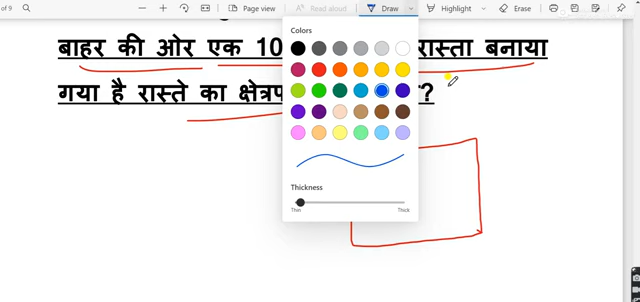 of 9 Page view Read aloud Draw Highlight Erase
Colors
बाहर की ओर एक 10 रास्ता बनाया
गया है रास्ते का क्षेत्रफ ?
Thickness
Thin Thick